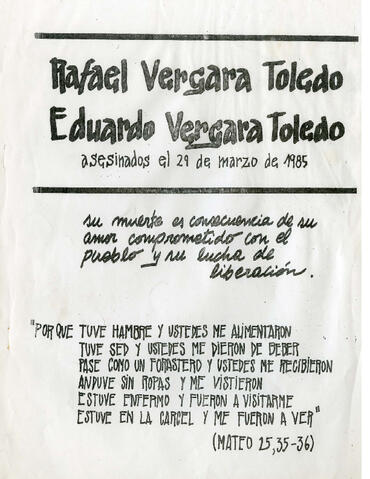 Rafael Vergara Toledo
Eduardo Vergara Toledo
asesinados el 29 de marzo de 1985
su muerte es consecuencia de su
amor comprometido con el
pueblo y su lucha de
liberación.
"PORQUE TUVE HAMBRE Y USTEDES ME ALIMENTARON
TUVE SED Y USTEDES ME DIERON DE BEBER
PASE COMO UN FORASTERO Y USTEDES ME RECIBIERON
ANDUVE SIN ROPAS Y ME VISTIERON
ESTUVE ENFERMO Y FUERON A VISITARME
ESTUVE EN LA CARCEL Y ME FUERON A VER"
(MATEO 25,35-36)